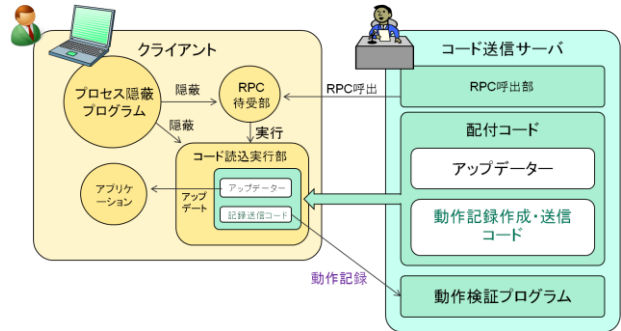 クライアント
プロセス隠蔽
プログラム
隠蔽
隠蔽
RPC
待受部
実行
コード読込実行部
アップデーター
記録送信コード
アップ
デート
アプリケ
ーション
RPC呼出
動作記録
コード送信サーバ
RPC呼出部
配付コード
アップデーター
動作記録作成・送信
コード
動作検証プログラム